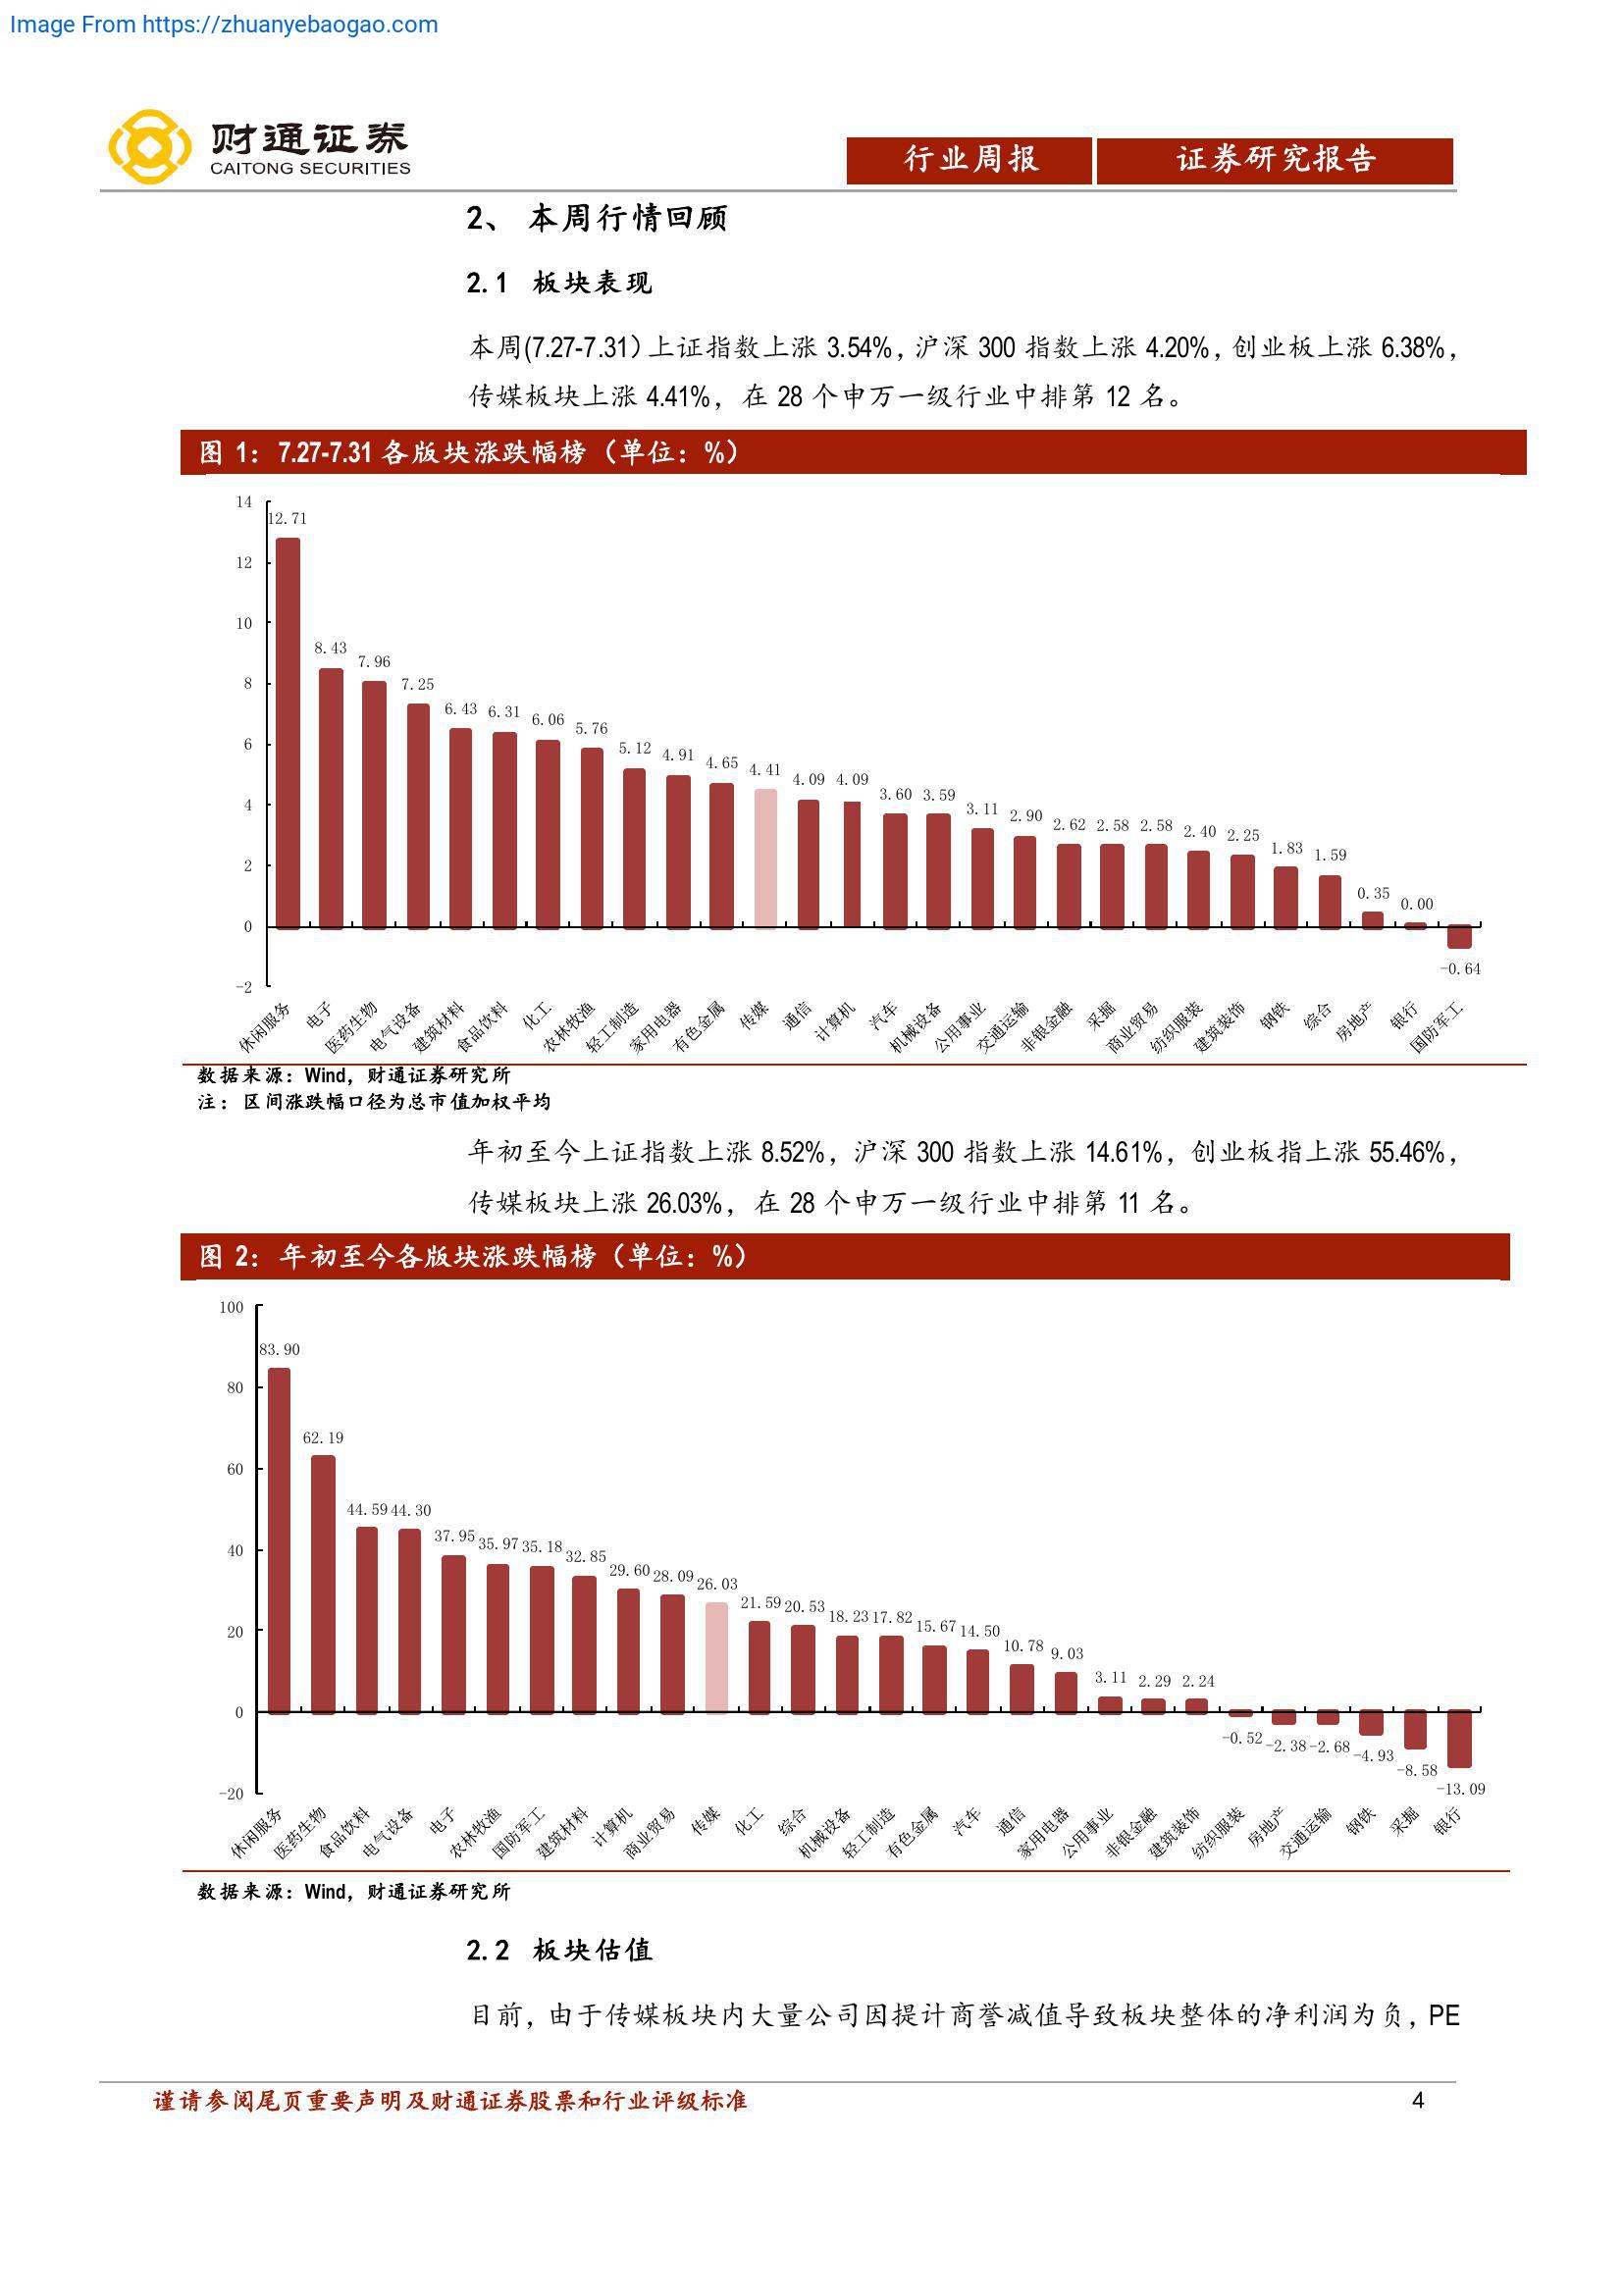 Image From https://zhuanyebaogao.com
财通证券
CAITONG SECURITIES
行业周报
证券研究报告
2、 本周行情回顾
2.1 板块表现
本周(7.27-7.31)上证指数上涨 3.54%，沪深 300 指数上涨 4.20%，创业板上涨 6.38%，
传媒板块上涨 4.41%，在 28 个申万一级行业中排第 12 名。
图 1：7.27-7.31 各版块涨跌幅榜（单位：%）
14
12
10
8
6
4
2
0
-2
12.71
8.43
7.96
7.25
6.43
6.31
6.06
5.76
5.12
4.91
4.65
4.41
4.09
4.09
3.60
3.59
3.11
2.90
2.62
2.58
2.58
2.40
2.25
1.83
1.59
0.35
0.00
-0.64
休闲服务
电子
医药生物
电气设备
建筑材料
食品饮料
化工
农林牧渔
轻工制造
家用电器
有色金属
传媒
通信
计算机
汽车
机械设备
公用事业
交通运输
非银金融
采掘
商业贸易
纺织服装
建筑装饰
钢铁
综合
房地产
银行
国防军工
数据来源：Wind，财通证券研究所
注：区间涨跌幅口径为总市值加权平均
年初至今上证指数上涨 8.52%，沪深 300 指数上涨 14.61%，创业板指上涨 55.46%，
传媒板块上涨 26.03%，在 28 个申万一级行业中排第 11 名。
图 2：年初至今各版块涨跌幅榜（单位：%）
100
80
60
40
20
0
-20
83.90
62.19
44.59
44.30
37.95
35.97
35.18
32.85
29.60
28.09
26.03
21.59
20.53
18.23
17.82
15.67
14.50
10.78
9.03
3.11
2.29
2.24
-0.52
-2.38
-2.68
-4.93
-8.58
-13.09
休闲服务
医药生物
食品饮料
电气设备
电子
农林牧渔
国防军工
建筑材料
计算机
商业贸易
传媒
化工
综合
机械设备
轻工制造
有色金属
汽车
通信
家用电器
公用事业
非银金融
建筑装饰
纺织服装
房地产
交通运输
钢铁
采掘
银行
数据来源：Wind，财通证券研究所
2.2 板块估值
目前，由于传媒板块内大量公司因提计商誉减值导致板块整体的净利润为负，PE
谨请参阅尾页重要声明及财通证券股票和行业评级标准
4